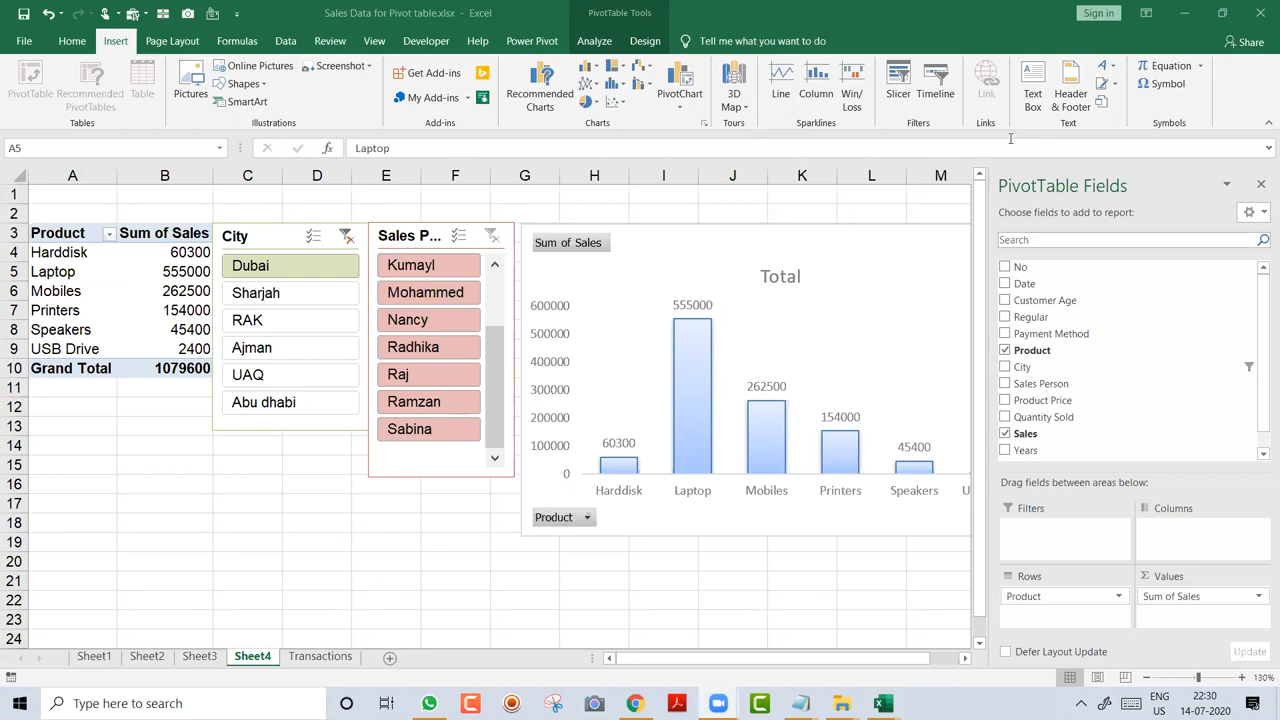 Sales Data for Pivot table.xlsx - Excel
PivotTable Tools
Sign in
File Home Insert Page Layout Formulas Data Review View Developer Help Power Pivot Analyze Design Tell me what you want to do Share
PivotTable
Recommended PivotTables
Table
Tables
Pictures
Online Pictures
Shapes
SmartArt
Screenshot
Illustrations
Get Add-ins
My Add-ins
Add-ins
Recommended Charts
PivotChart
Charts
3D Map
Tours
Line
Column
Win/Loss
Sparklines
Slicer
Timeline
Filters
Link
Links
Text Box
Header & Footer
Text
Equation
Symbol
Symbols
A5
fx
Laptop
A B C D E F G H I J K L M
1
2
3 Product Sum of Sales
4 Harddisk 60300
5 Laptop 555000
6 Mobiles 262500
7 Printers 154000
8 Speakers 45400
9 USB Drive 2400
10 Grand Total 1079600
11
12
13
14
15
16
17
18
19
20
21
22
23
24
City
Dubai
Sharjah
RAK
Ajman
UAQ
Abu dhabi
Sales P...
Kumayl
Mohammed
Nancy
Radhika
Raj
Ramzan
Sabina
Sum of Sales
Total
600000
500000
400000
300000
200000
100000
0
60300
555000
262500
154000
45400
Harddisk Laptop Mobiles Printers Speakers U
Product
PivotTable Fields
Choose fields to add to report:
Search
No
Date
Customer Age
Regular
Payment Method
Product
City
Sales Person
Product Price
Quantity Sold
Sales
Years
Drag fields between areas below:
Filters
Columns
Rows
Σ Values
Product
Sum of Sales
Defer Layout Update
Update
Sheet1 Sheet2 Sheet3 Sheet4 Transactions
130%
Type here to search
ENG
US
22:30
14-07-2020